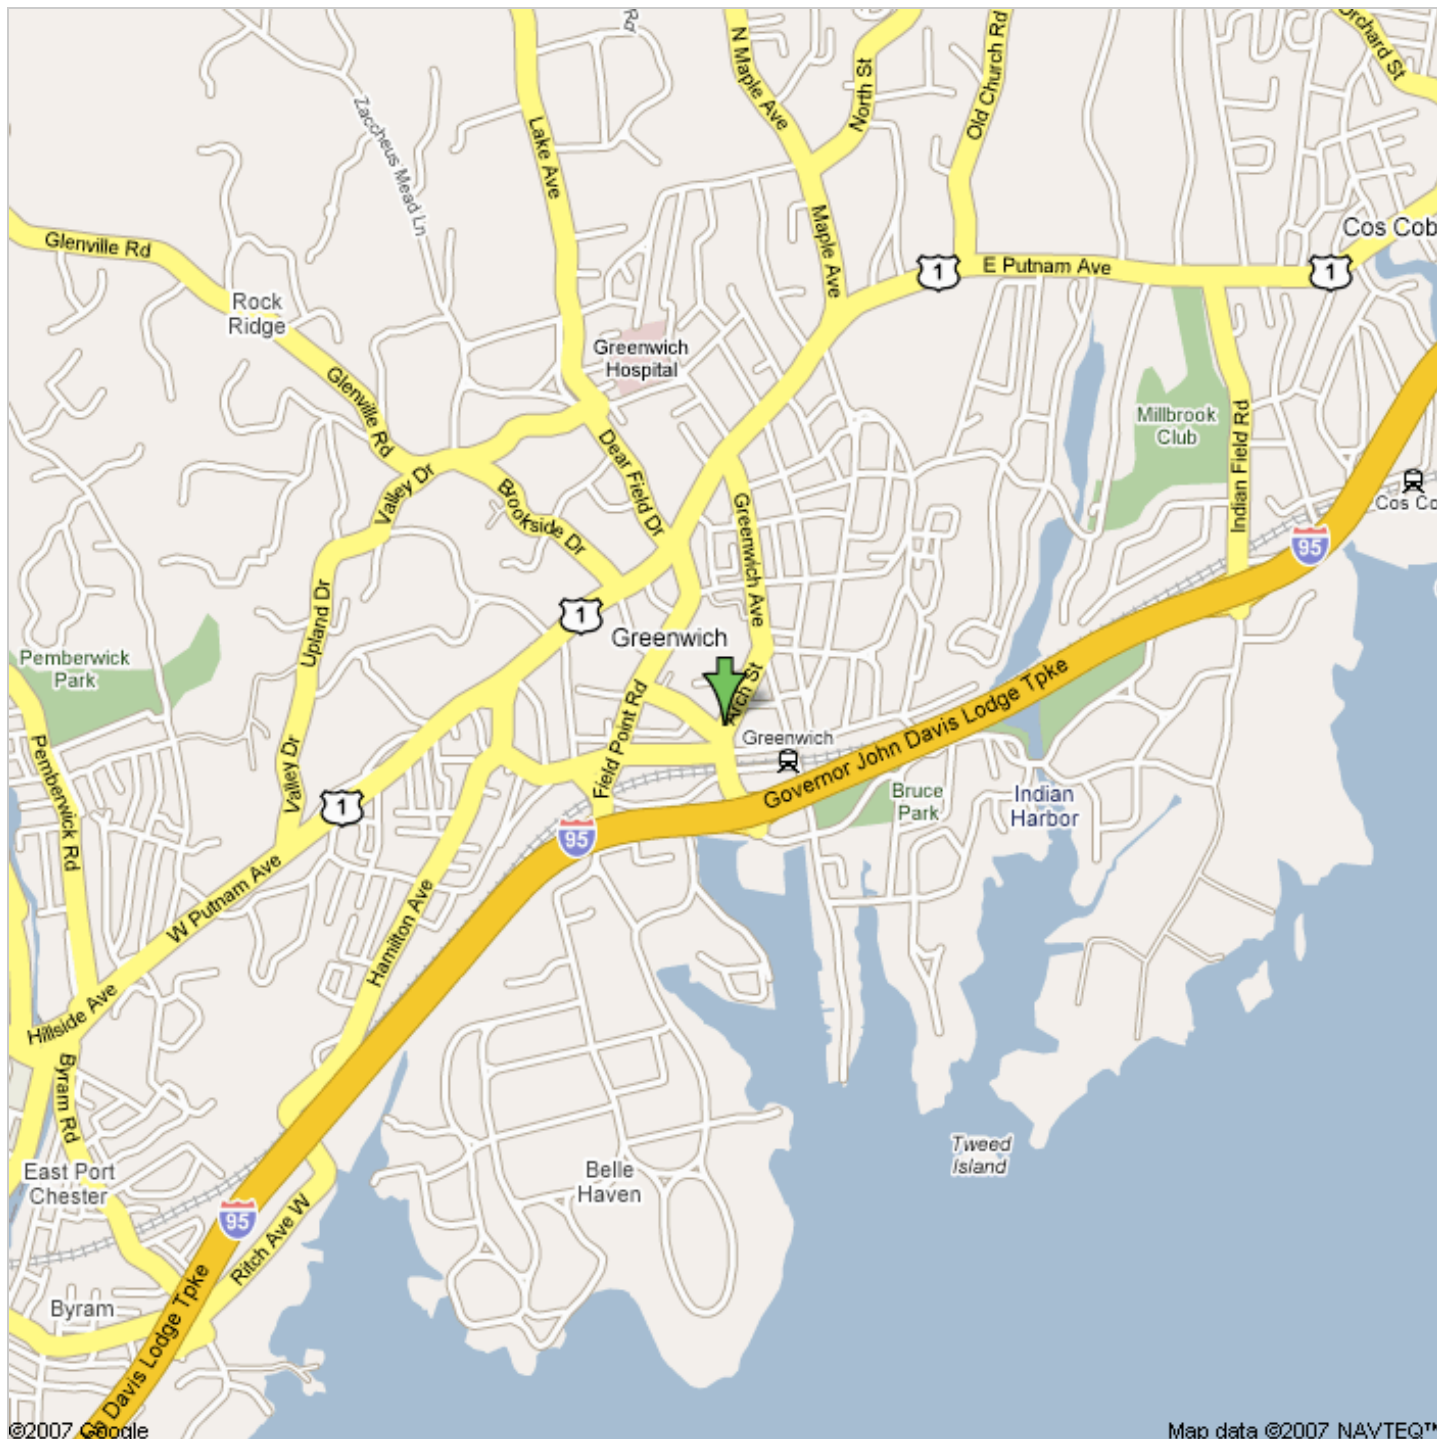 Rd
N Maple Ave
North St
Old Church Rd
Orchard St
Zaccheus Mead Ln
Lake Ave
Maple Ave
Cos Cob
Glenville Rd
1
E Putnam Ave
1
Rock
Ridge
Greenwich
Hospital
Glenville Rd
Millbrook
Club
Dear Field Dr
Indian Field Rd
Valley Dr
Brookside Dr
Greenwich Ave
Cos Co
95
Upland Dr
1
Greenwich
Pemberwick
Park
Arch St
Field Point Rd
Governor John Davis Lodge Tpke
Greenwich
Valley Dr
Pemberwick Rd
1
Bruce
Park
Indian
Harbor
95
W Putnam Ave
Hamilton Ave
Hillside Ave
Byram Rd
Tweed
Island
East Port
Chester
Belle
Haven
95
Ritch Ave W
Byram
n Davis Lodge Tpke
©2007 Google
Map data ©2007 NAVTEQ™